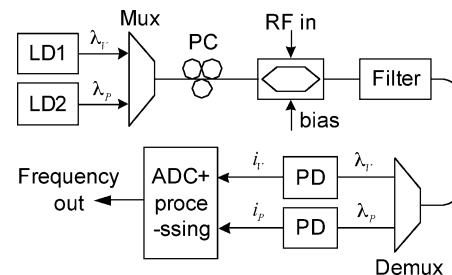 Mux
RF in
LD1
λV
PC
LD2
λP
Filter
bias
Frequency
out
ADC+
proce
-ssing
iV
PD
λV
iP
PD
λP
Demux